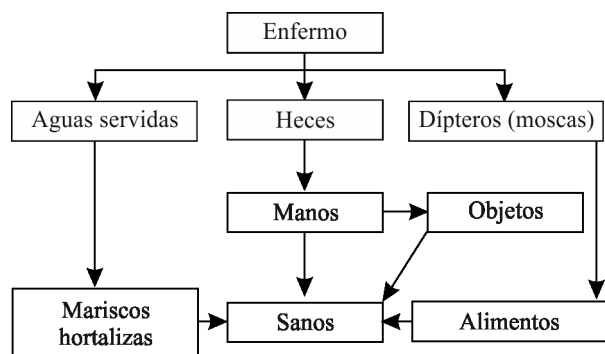 Enfermo
Aguas servidas
Heces
Dípteros (moscas)
Manos
Objetos
Mariscos
hortalizas
Sanos
Alimentos